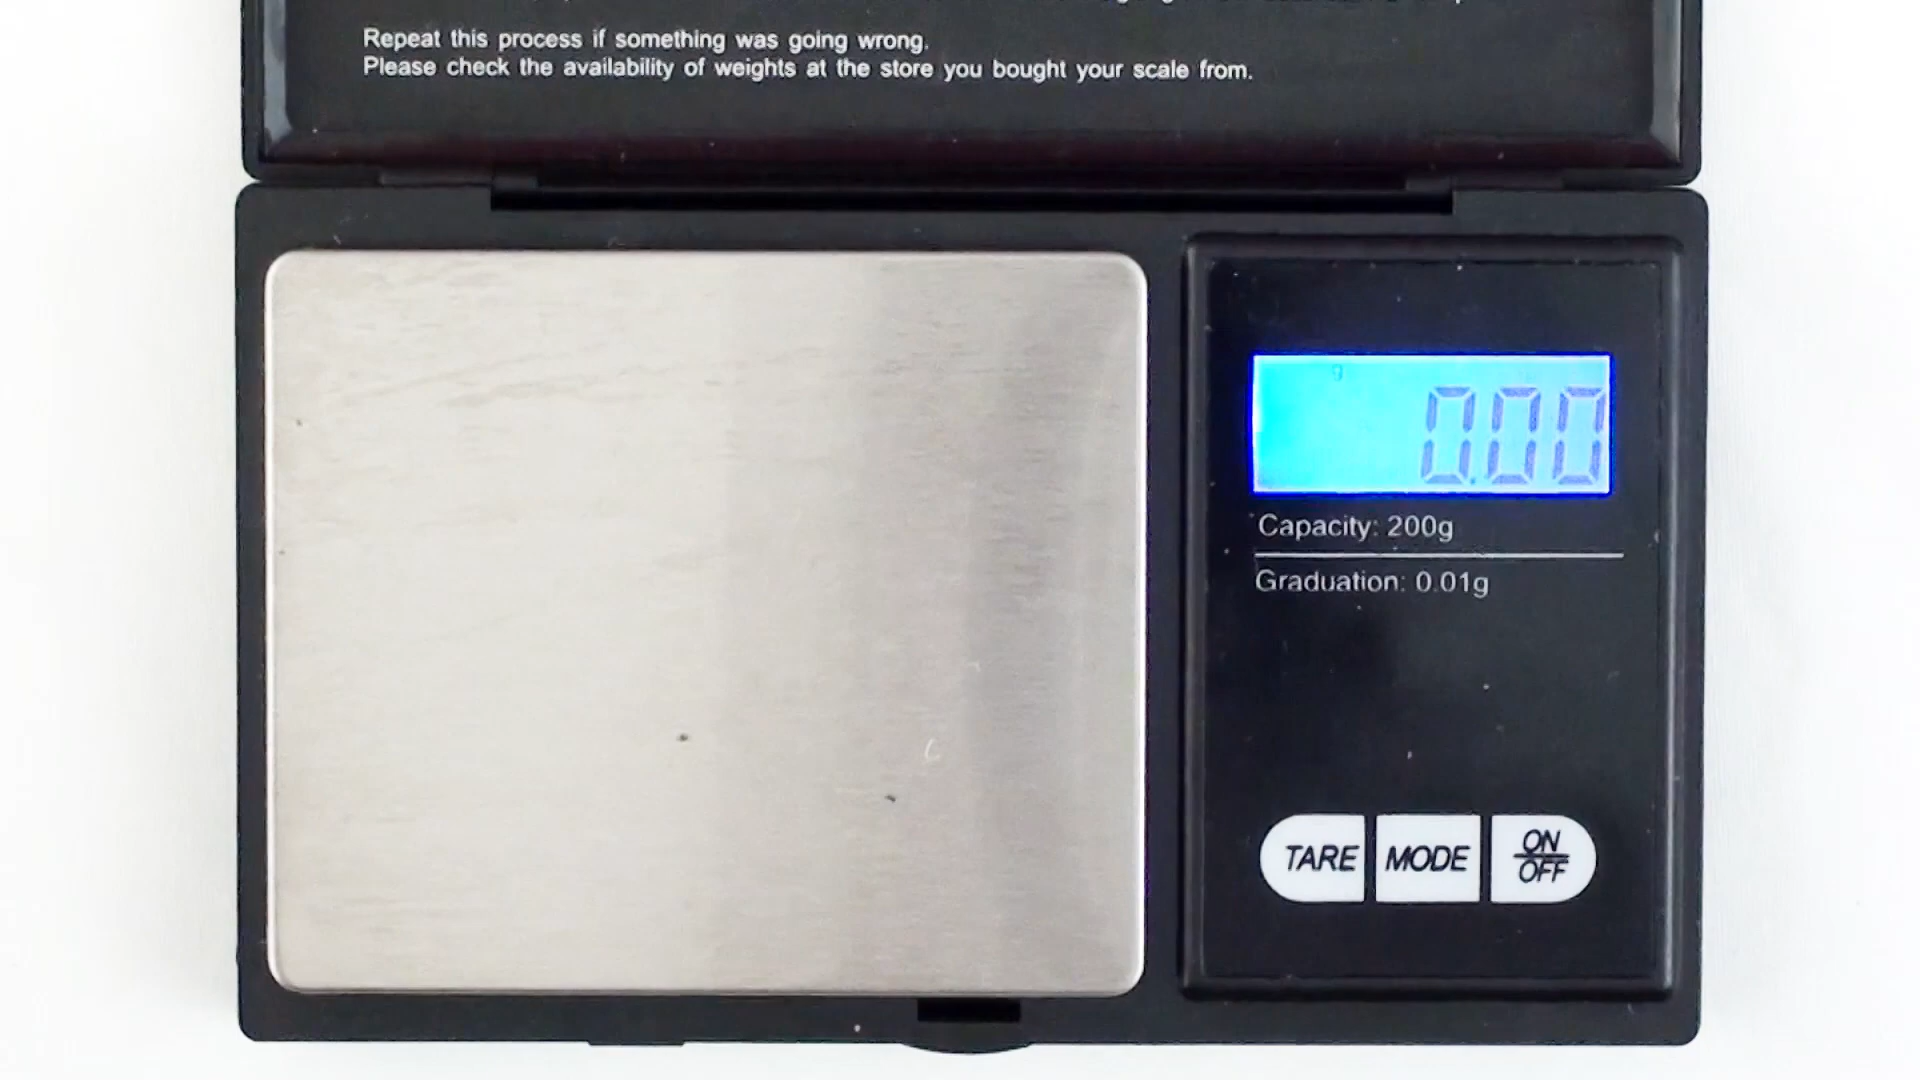 Repeat this process if something was going wrong.
Please check the availability of weights at the store you bought your scale from.
g
0.00
Capacity: 200g
Graduation: 0.01g
TARE MODE ON
OFF